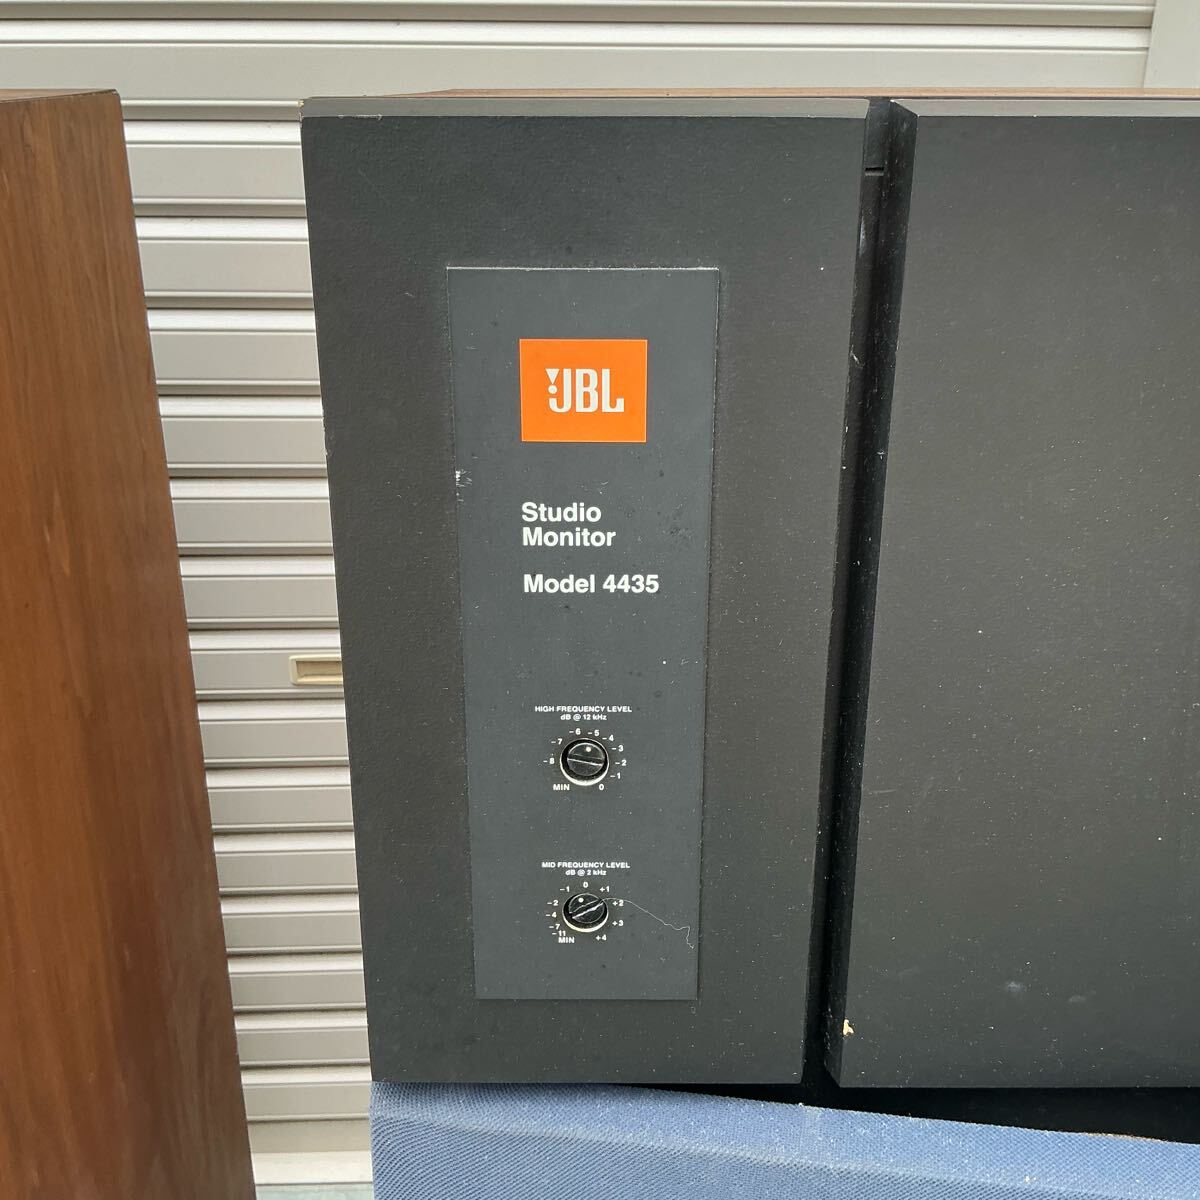 JBL
Studio
Monitor
Model 4435
HIGH FREQUENCY LEVEL
dB @ 12 kHz
-8 -7 -6 -5 -4 -3 -2 -1
MIN 0
MID FREQUENCY LEVEL
dB @ 2 kHz
-11 -7 -4 -2 -1 0 +1 +2 +3 +4
MIN